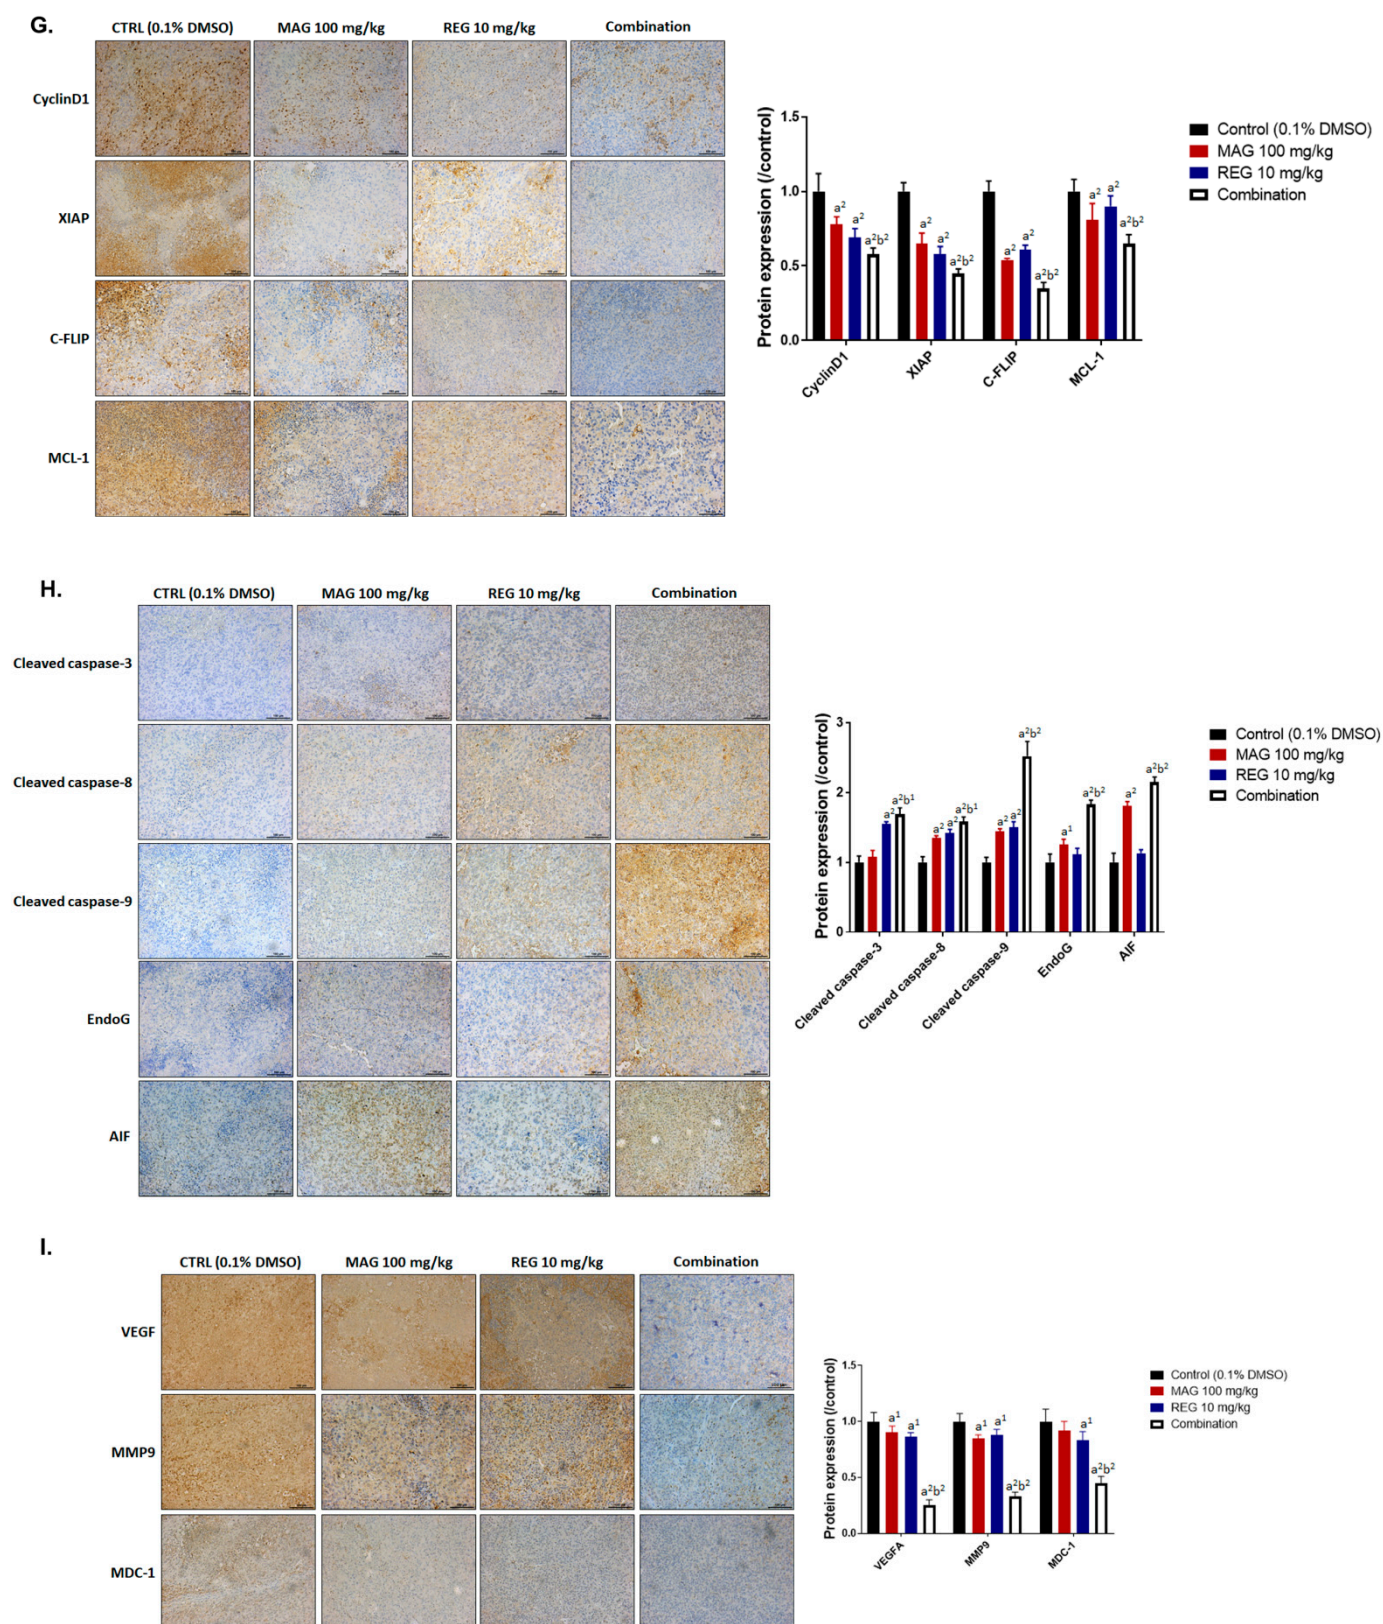 G.
CTRL (0.1% DMSO) MAG 100 mg/kg REG 10 mg/kg Combination
CyclinD1
XIAP
C-FLIP
MCL-1
Protein expression (/control)
1.5
1.0
0.5
0.0
a² a² a²b²
a² a² a²b²
a² a² a²b²
a² a² a²b²
CyclinD1 XIAP C-FLIP MCL-1
Control (0.1% DMSO)
MAG 100 mg/kg
REG 10 mg/kg
Combination
H.
CTRL (0.1% DMSO) MAG 100 mg/kg REG 10 mg/kg Combination
Cleaved caspase-3
Cleaved caspase-8
Cleaved caspase-9
EndoG
AIF
Protein expression (/control)
3
2
1
0
a² a²b¹
a² a² a²b¹
a² a² a²b²
a¹ a²b²
a² a²b²
Cleaved caspase-3 Cleaved caspase-8 Cleaved caspase-9 EndoG AIF
Control (0.1% DMSO)
MAG 100 mg/kg
REG 10 mg/kg
Combination
I.
CTRL (0.1% DMSO) MAG 100 mg/kg REG 10 mg/kg Combination
VEGF
MMP9
MDC-1
Protein expression (/control)
1.5
1.0
0.5
0.0
a¹ a¹ a²b²
a¹ a¹ a²b²
a¹ a²b²
VEGFA MMP9 MDC-1
Control (0.1% DMSO)
MAG 100 mg/kg
REG 10 mg/kg
Combination